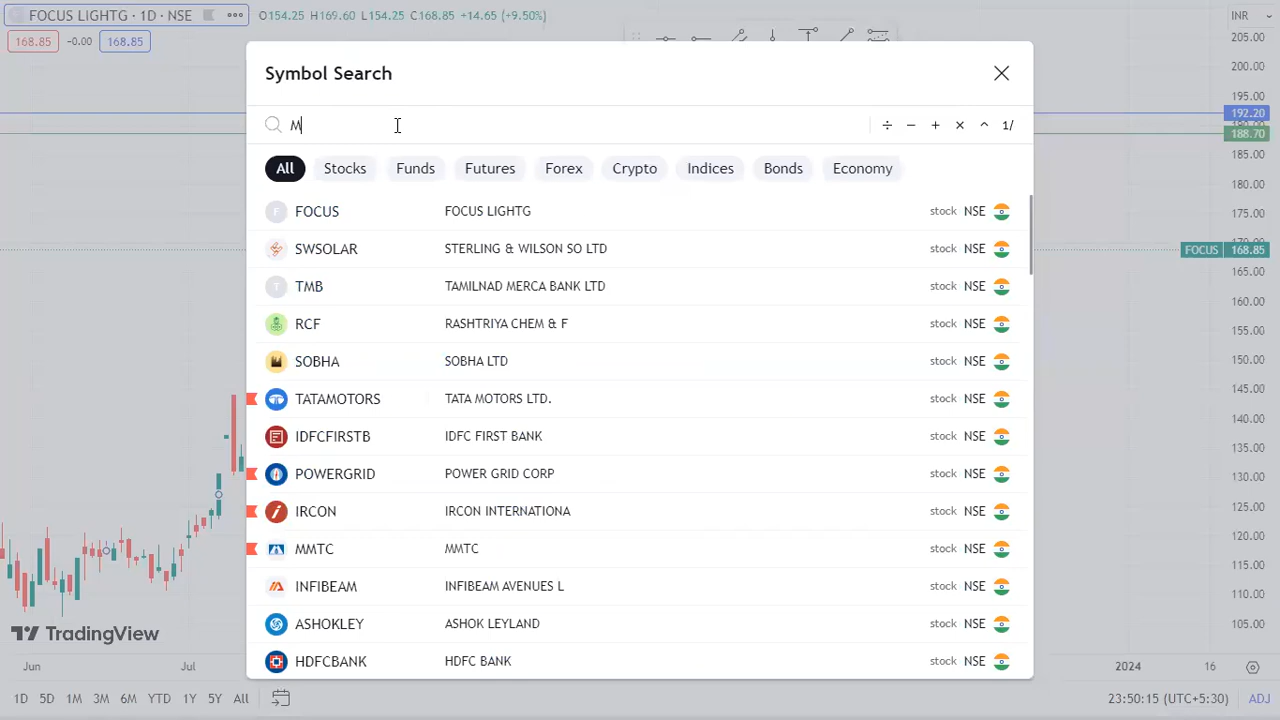 FOCUS LIGHTG · 1D · NSE O154.25 H169.60 L154.25 C168.85 +14.65 (+9.50%) INR
168.85 -0.00 168.85
205.00
200.00
195.00
192.20
188.70
185.00
180.00
175.00
FOCUS 168.85
165.00
160.00
155.00
150.00
145.00
140.00
135.00
130.00
125.00
120.00
115.00
110.00
105.00
Symbol Search
M ÷ − + × ^ 1/
All Stocks Funds Futures Forex Crypto Indices Bonds Economy
FOCUS FOCUS LIGHTG stock NSE
SWSOLAR STERLING & WILSON SO LTD stock NSE
TMB TAMILNAD MERCA BANK LTD stock NSE
RCF RASHTRIYA CHEM & F stock NSE
SOBHA SOBHA LTD stock NSE
TATAMOTORS TATA MOTORS LTD. stock NSE
IDFCFIRSTB IDFC FIRST BANK stock NSE
POWERGRID POWER GRID CORP stock NSE
IRCON IRCON INTERNATIONA stock NSE
MMTC MMTC stock NSE
INFIBEAM INFIBEAM AVENUES L stock NSE
ASHOKLEY ASHOK LEYLAND stock NSE
HDFCBANK HDFC BANK stock NSE
TradingView
Jun Jul 2024 16
1D 5D 1M 3M 6M YTD 1Y 5Y All 23:50:15 (UTC+5:30) ADJ